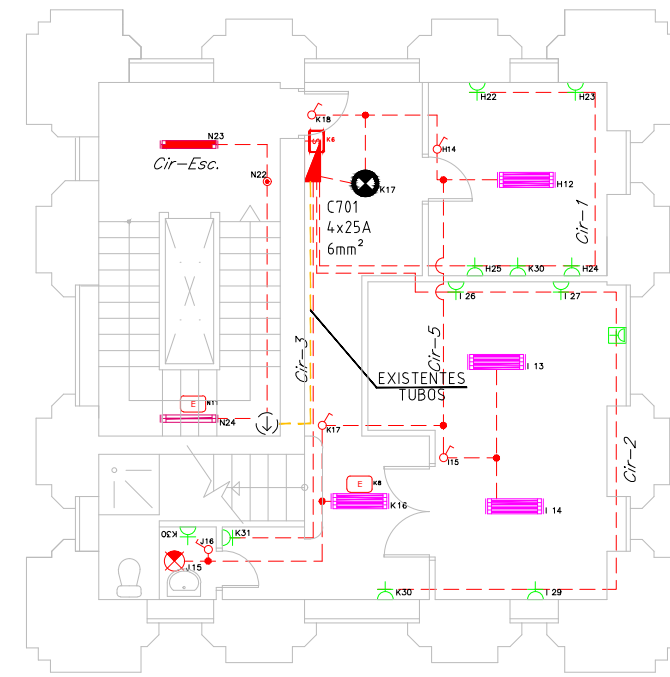 H22
H23
K18
K6
N23
H14
Cir-Esc.
N22
K17
H12
C701
4x25A
6mm²
Cir-1
H25
K30
H24
I 26
I 27
Cir-3
Cir-5
I 13
EXISTENTES
TUBOS
N11
N24
K17
I15
Cir-2
K8
K16
I 14
E
E
K30
J16
K31
J15
K30
I 29